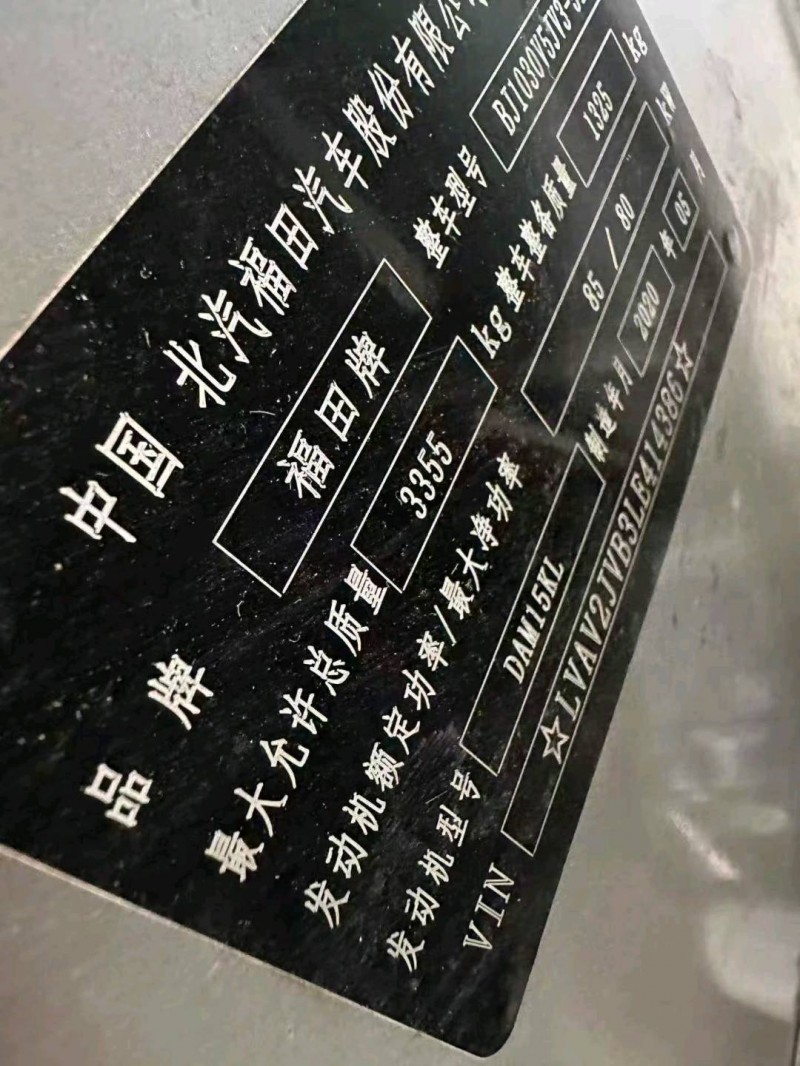 中国 北汽福田汽车股份有限公
品牌 福田牌 整车型号 BJ1030V5JV3-5
最大允许总质量 3355 kg 整车整备质量 1325 kg
发动机额定功率/最大净功率 85 / 80 kW
发动机型号 DAM15KL 制造年月 2020 年 05 月
VIN ☆LVAV2JVB3LE414386☆